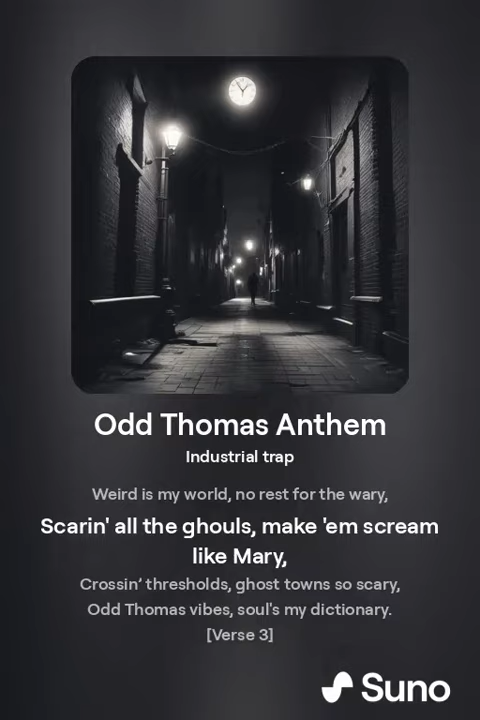 Odd Thomas Anthem
Industrial trap
Weird is my world, no rest for the wary,
Scarin' all the ghouls, make 'em scream
like Mary,
Crossin’ thresholds, ghost towns so scary,
Odd Thomas vibes, soul's my dictionary.
[Verse 3]
Suno